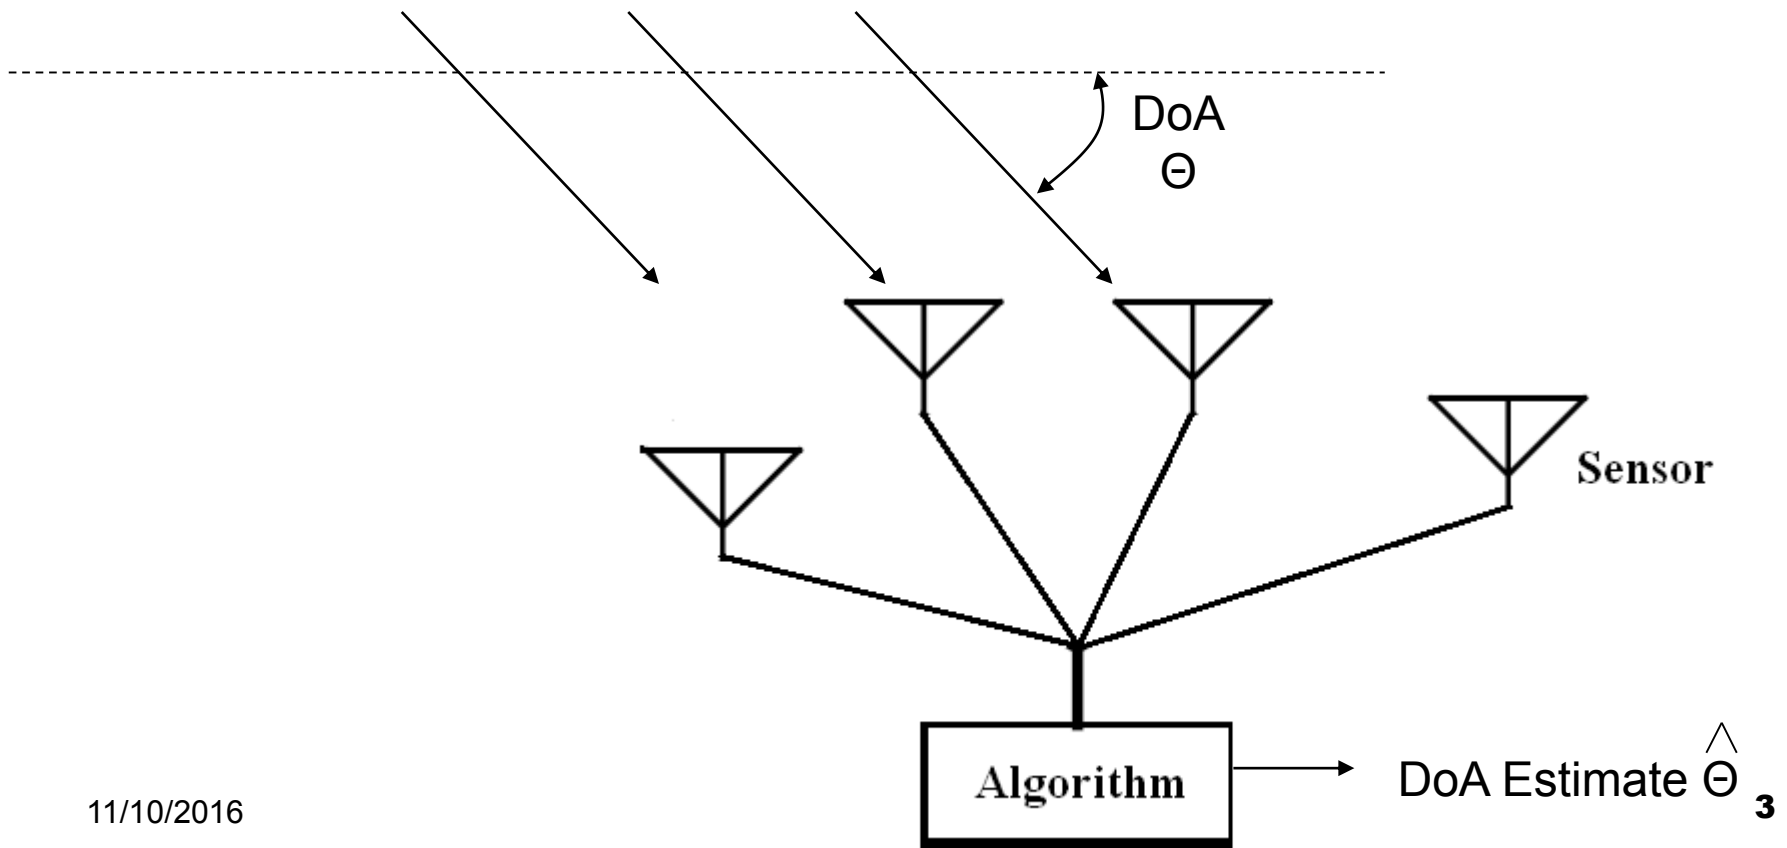 DoA
Θ
Sensor
Algorithm
DoA Estimate Θ̂
11/10/2016
3